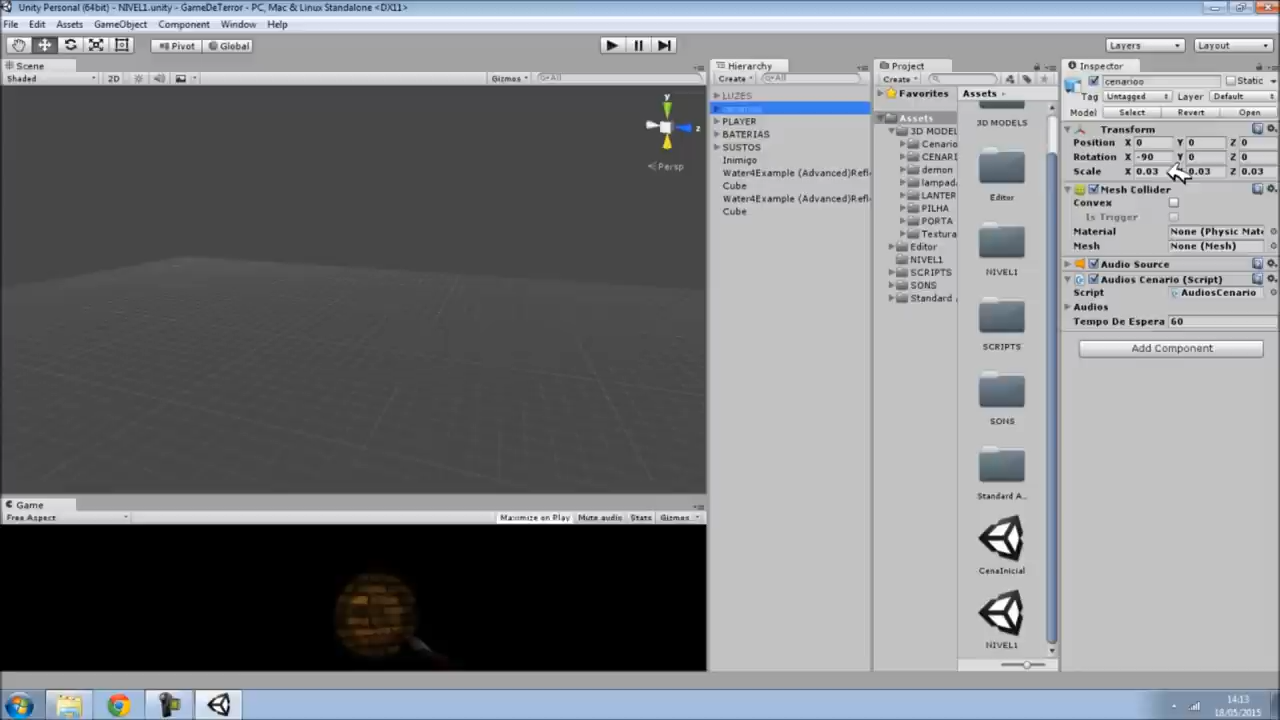 Unity Personal (64bit) - NIVEL1.unity - GameDeTerror - PC, Mac & Linux Standalone <DX11>
File Edit Assets GameObject Component Window Help
Pivot Global
Layers Layout
Scene
Shaded 2D Gizmos All
y
z
Persp
Game
Free Aspect Maximize on Play Mute audio Stats Gizmos
Hierarchy
Create All
LUZES
PLAYER
BATERIAS
SUSTOS
Inimigo
Water4Example (Advanced)Refl
Cube
Water4Example (Advanced)Refl
Cube
Project
Create
Favorites
Assets
3D MODEL
Cenario
CENARI
demon
lampad
LANTER
PILHA
PORTA
Textura
Editor
NIVEL1
SCRIPTS
SONS
Standard
Assets
3D MODELS
Editor
NIVEL1
SCRIPTS
SONS
Standard A...
CenaInicial
NIVEL1
Inspector
cenarioo Static
Tag Untagged Layer Default
Model Select Revert Open
Transform
Position X 0 Y 0 Z 0
Rotation X -90 Y 0 Z 0
Scale X 0.03 0.03 Z 0.03
Mesh Collider
Convex
Is Trigger
Material None (Physic Mate
Mesh None (Mesh)
Audio Source
Audios Cenario (Script)
Script AudiosCenario
Audios
Tempo De Espera 60
Add Component
14:13
18/05/2015